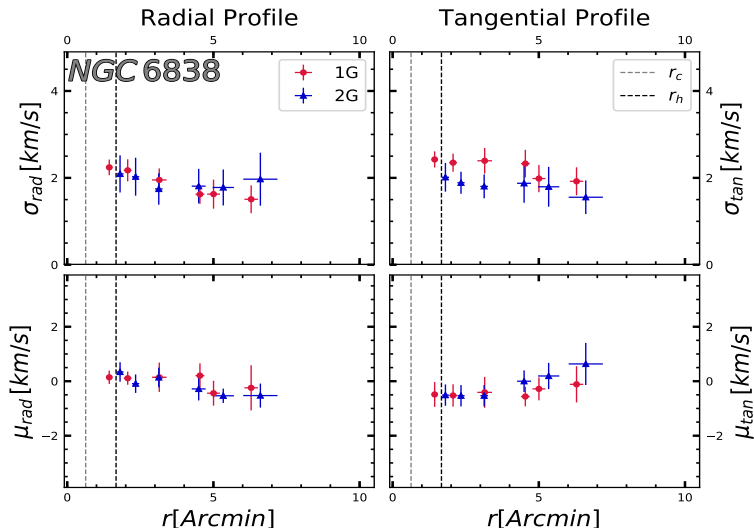 Radial Profile Tangential Profile
0 5 10 0 5 10
NGC 6838
1G
2G
r_c
r_h
4 4
2 2
0 0
σ_rad [km/s] σ_tan [km/s]
2 2
0 0
−2 −2
μ_rad [km/s] μ_tan [km/s]
0 5 10 0 5 10
r[Arcmin] r[Arcmin]